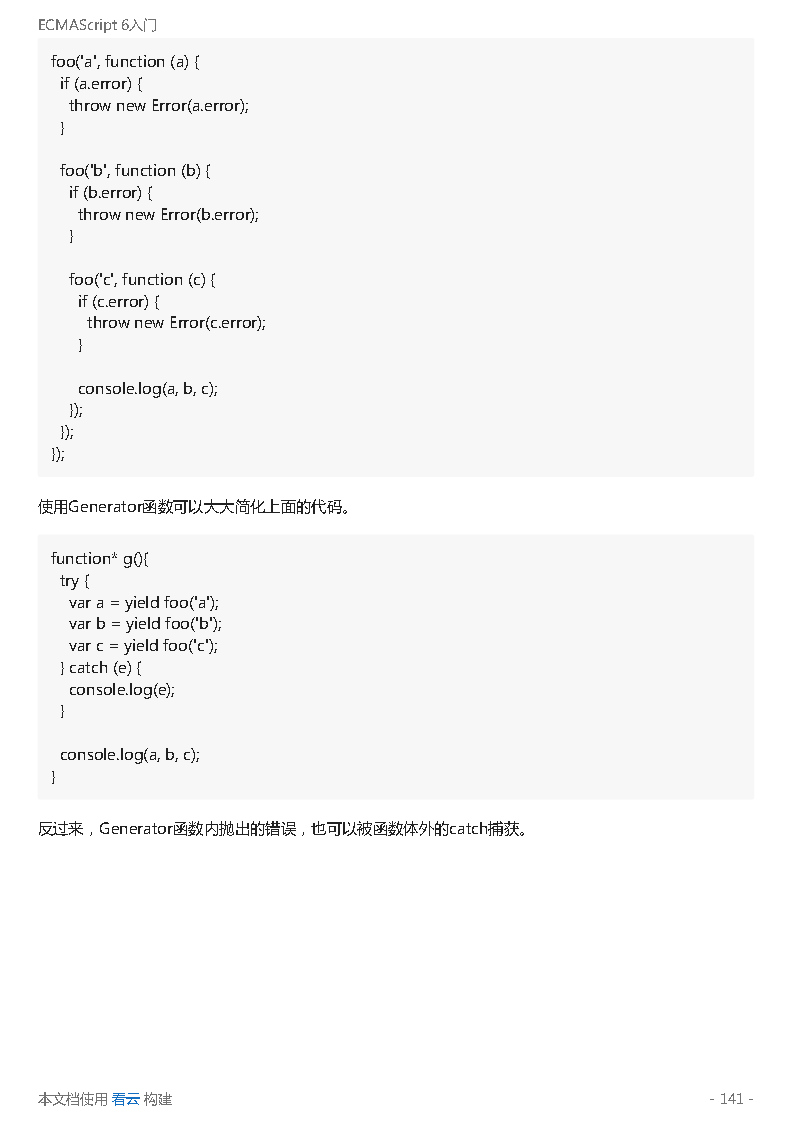 ECMAScript 6入门
foo('a', function (a) {
  if (a.error) {
    throw new Error(a.error);
  }

  foo('b', function (b) {
    if (b.error) {
      throw new Error(b.error);
    }

    foo('c', function (c) {
      if (c.error) {
        throw new Error(c.error);
      }

      console.log(a, b, c);
    });
  });
});
使用Generator函数可以大大简化上面的代码。
function* g(){
  try {
    var a = yield foo('a');
    var b = yield foo('b');
    var c = yield foo('c');
  } catch (e) {
    console.log(e);
  }

  console.log(a, b, c);
}
反过来，Generator函数内抛出的错误，也可以被函数体外的catch捕获。
本文档使用 看云 构建
- 141 -